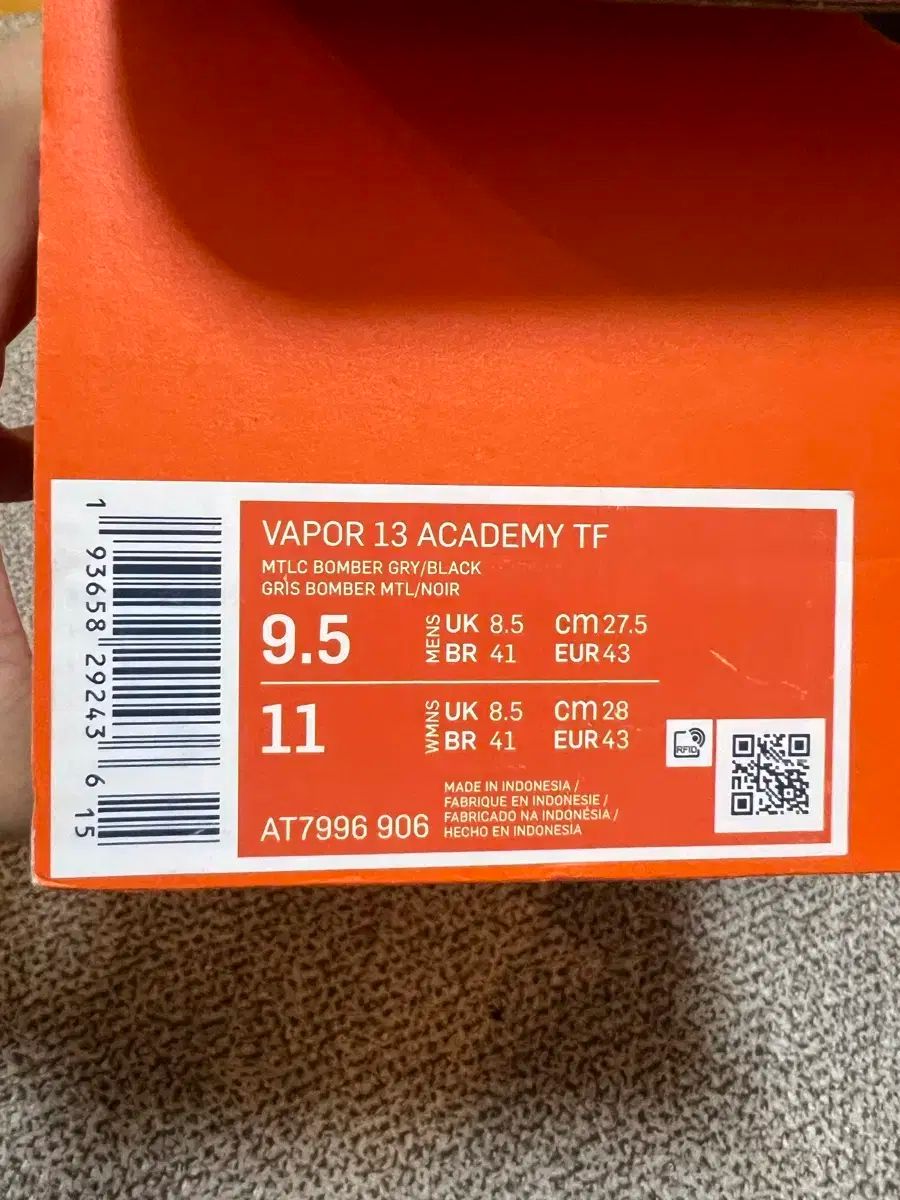 VAPOR 13 ACADEMY TF
MTLC BOMBER GRY/BLACK
GRIS BOMBER MTL/NOIR
9.5 MENS UK 8.5 CM 27.5
BR 41 EUR 43
11 WMNS UK 8.5 CM 28
BR 41 EUR 43
RFID
AT7996 906
MADE IN INDONESIA /
FABRIQUE EN INDONESIE /
FABRICADO NA INDONÉSIA /
HECHO EN INDONESIA
1 93658 29243 6 15